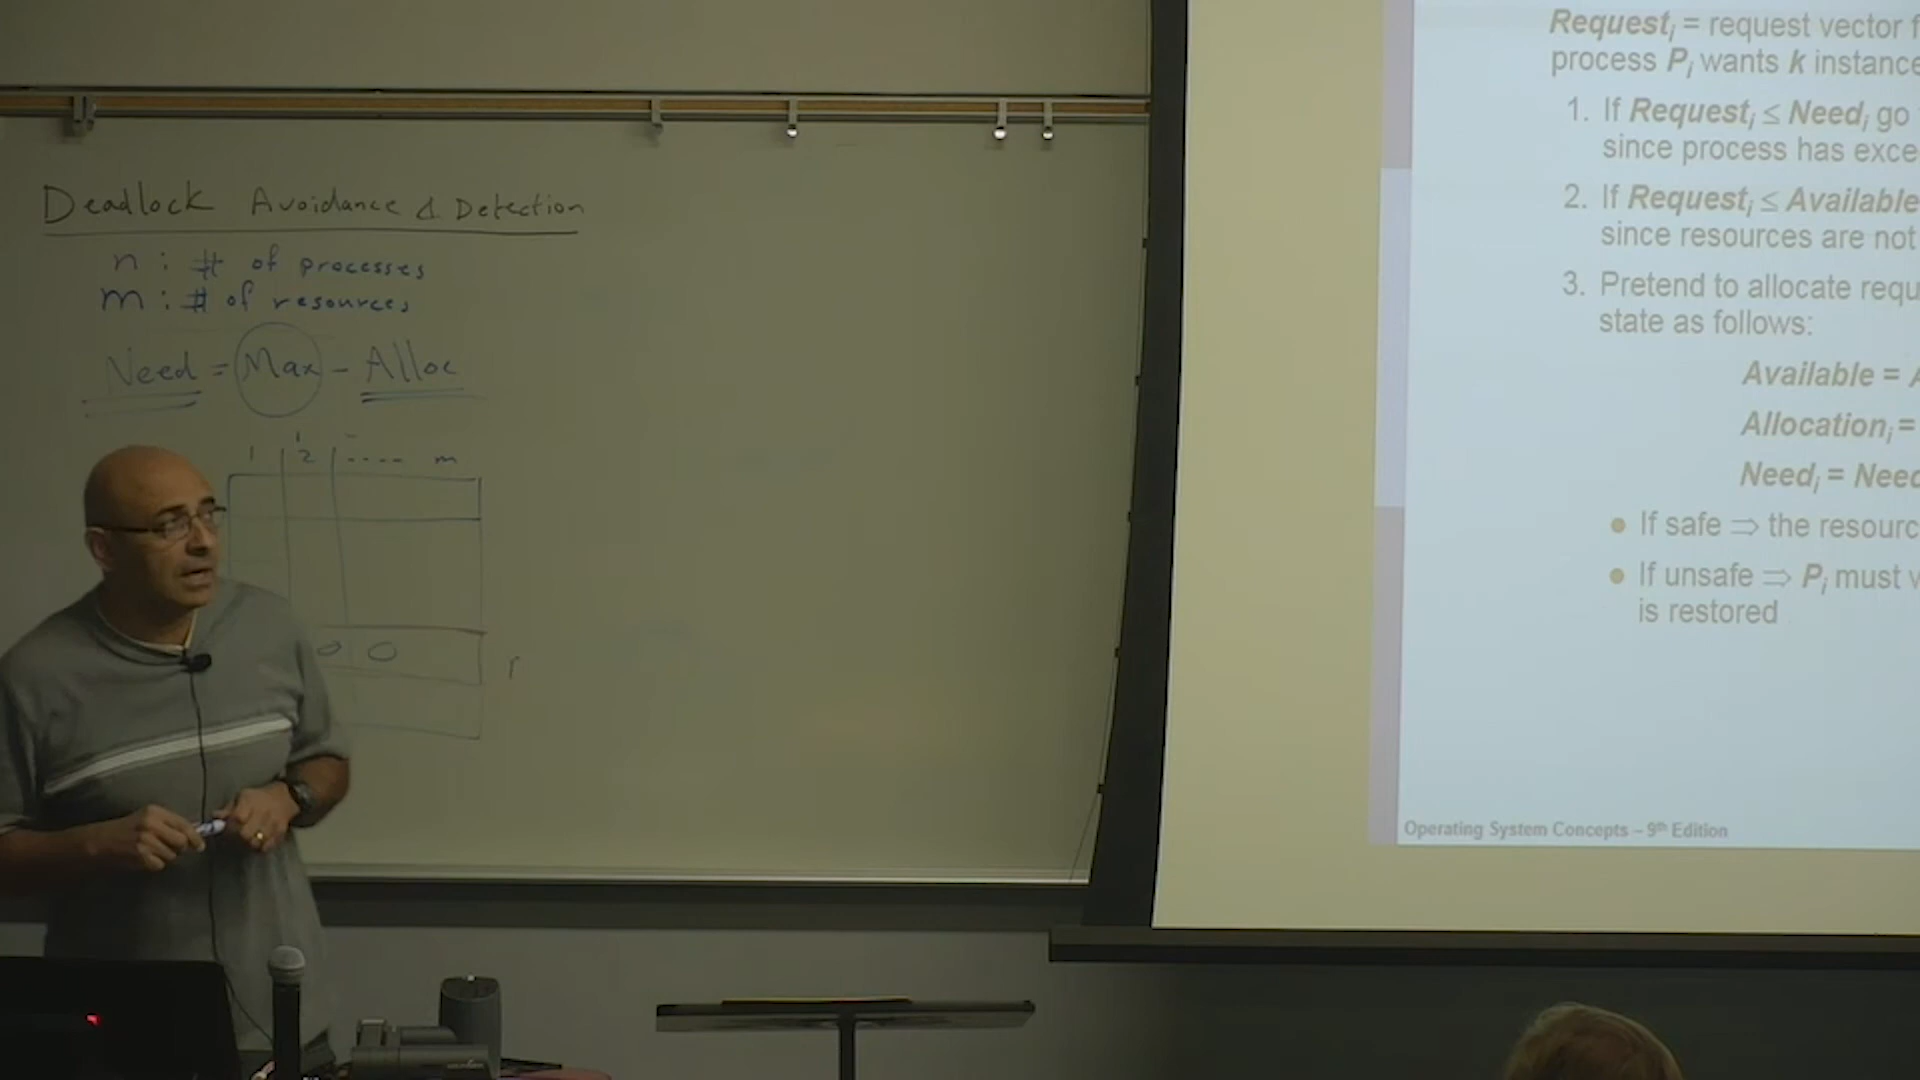 Deadlock Avoidance & Detection
n : # of processes
m : # of resources
Need = Max - Alloc
1 2 .... m
0 0
Request_i = request vector f
process P_i wants k instance
1. If Request_i ≤ Need_i go
since process has exce
2. If Request_i ≤ Available
since resources are not
3. Pretend to allocate requ
state as follows:
Available = A
Allocation_i =
Need_i = Need
• If safe ⇒ the resourc
• If unsafe ⇒ P_i must
is restored
Operating System Concepts – 9th Edition